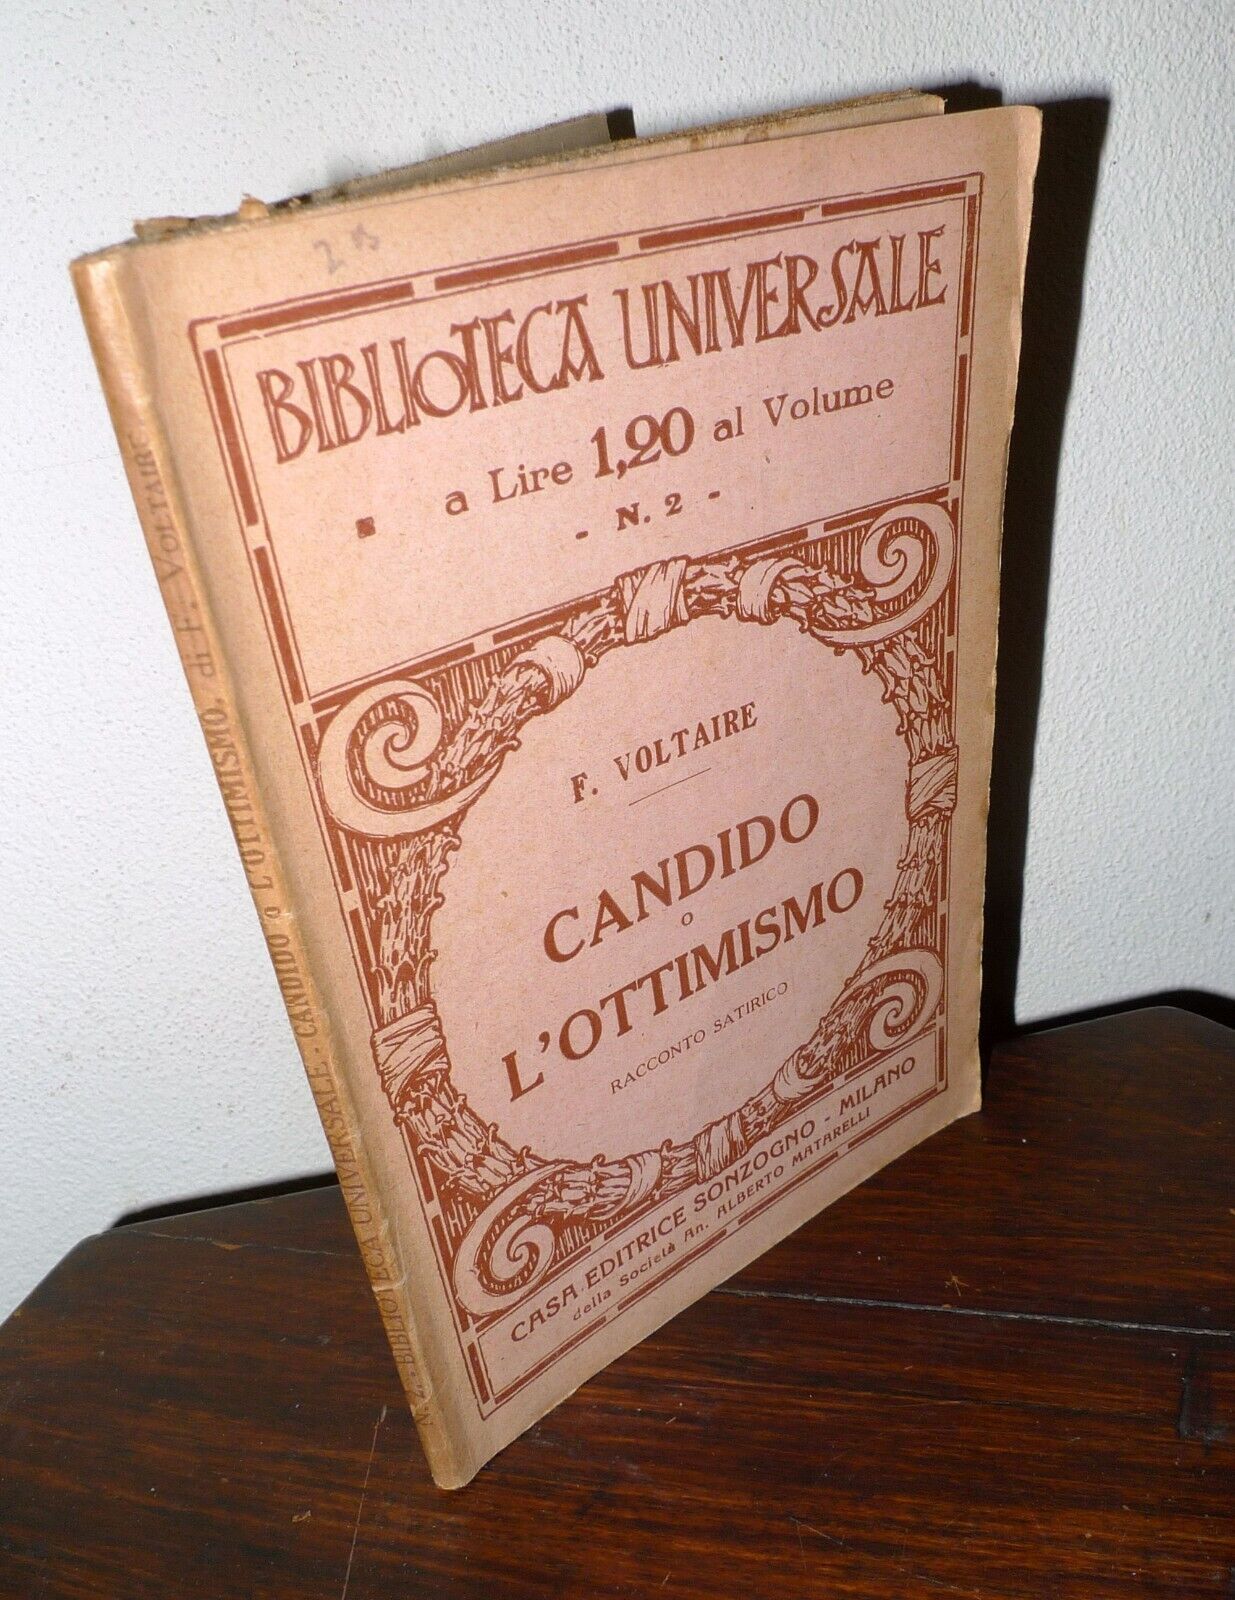 BIBLIOTECA UNIVERSALE
a Lire 1,20 al Volume
- N. 2 -
F. VOLTAIRE
CANDIDO
O
L'OTTIMISMO
RACCONTO SATIRICO
CASA EDITRICE SONZOGNO - MILANO
della Società An. ALBERTO MATARELLI
N. 2. - BIBLIOTECA UNIVERSALE. CANDIDO o L'OTTIMISMO. di F. VOLTAIRE